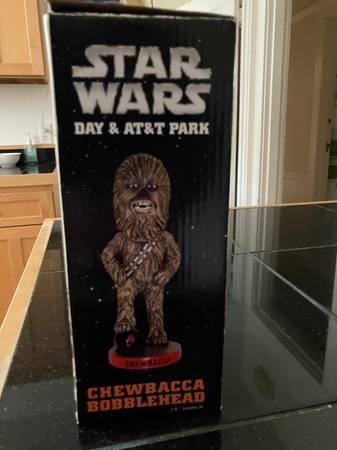 STAR
WARS
DAY & AT&T PARK
CHEWBACCA
CHEWBACCA
BOBBLEHEAD